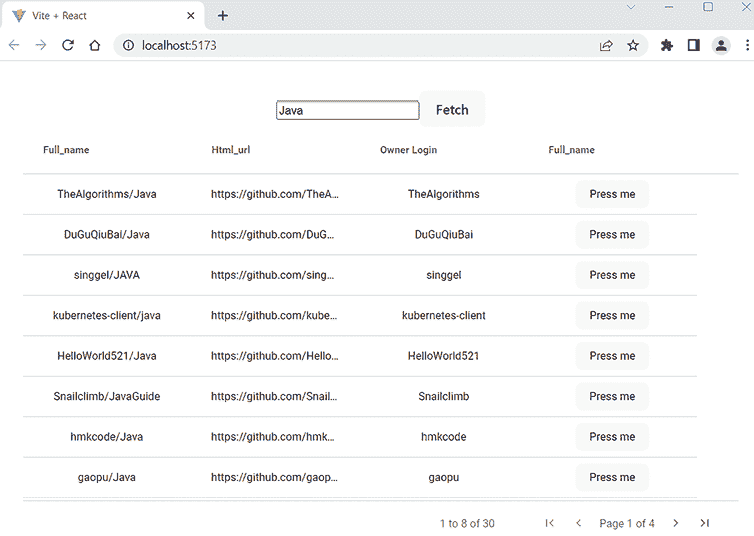 Vite + React
localhost:5173
Java Fetch
Full_name Html_url Owner Login Full_name
TheAlgorithms/Java https://github.com/TheA... TheAlgorithms Press me
DuGuQiuBai/Java https://github.com/DuG... DuGuQiuBai Press me
singgel/JAVA https://github.com/sing... singgel Press me
kubernetes-client/java https://github.com/kube... kubernetes-client Press me
HelloWorld521/Java https://github.com/Hello... HelloWorld521 Press me
Snailclimb/JavaGuide https://github.com/Snail... Snailclimb Press me
hmkcode/Java https://github.com/hmk... hmkcode Press me
gaopu/Java https://github.com/gaop... gaopu Press me
1 to 8 of 30 Page 1 of 4